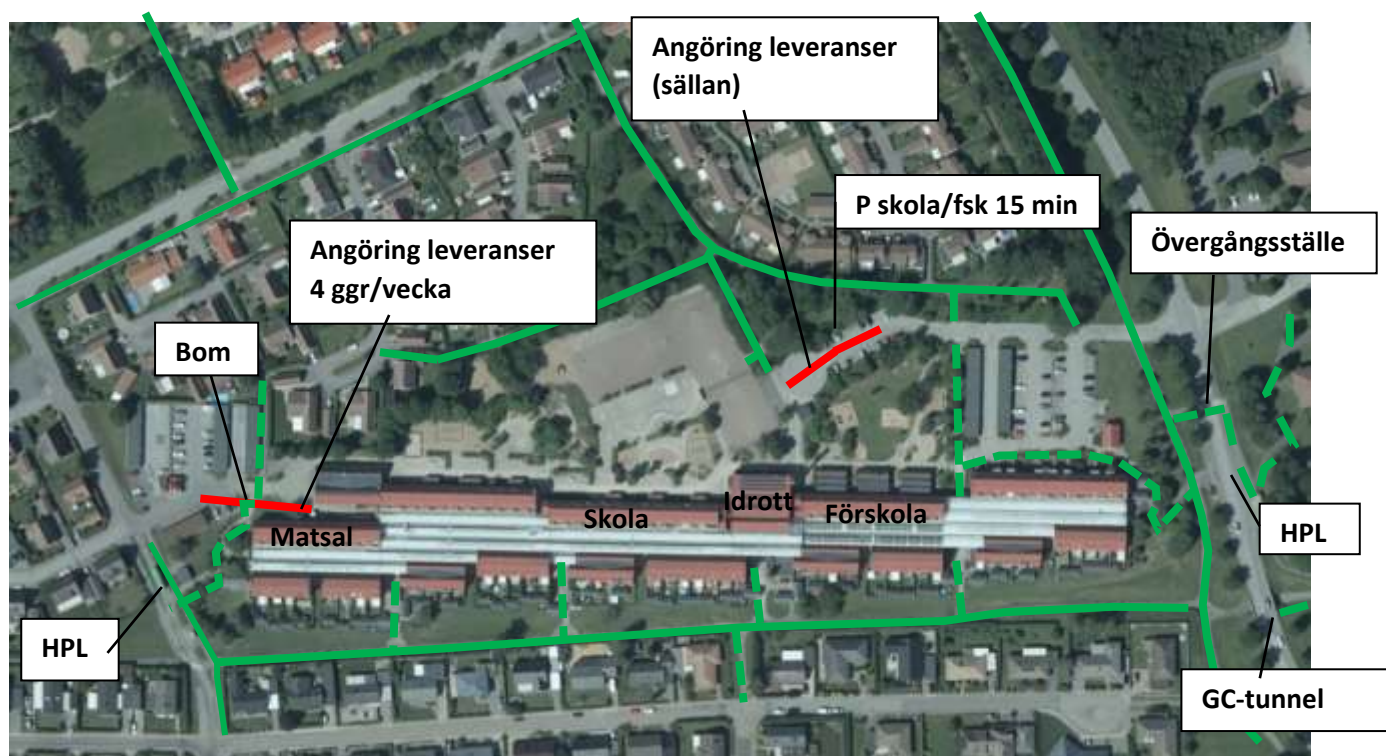 Angöring leveranser
(sällan)
P skola/fsk 15 min
Övergångsställe
Angöring leveranser
4 ggr/vecka
Bom
Idrott
Skola
Förskola
Matsal
HPL
HPL
GC-tunnel